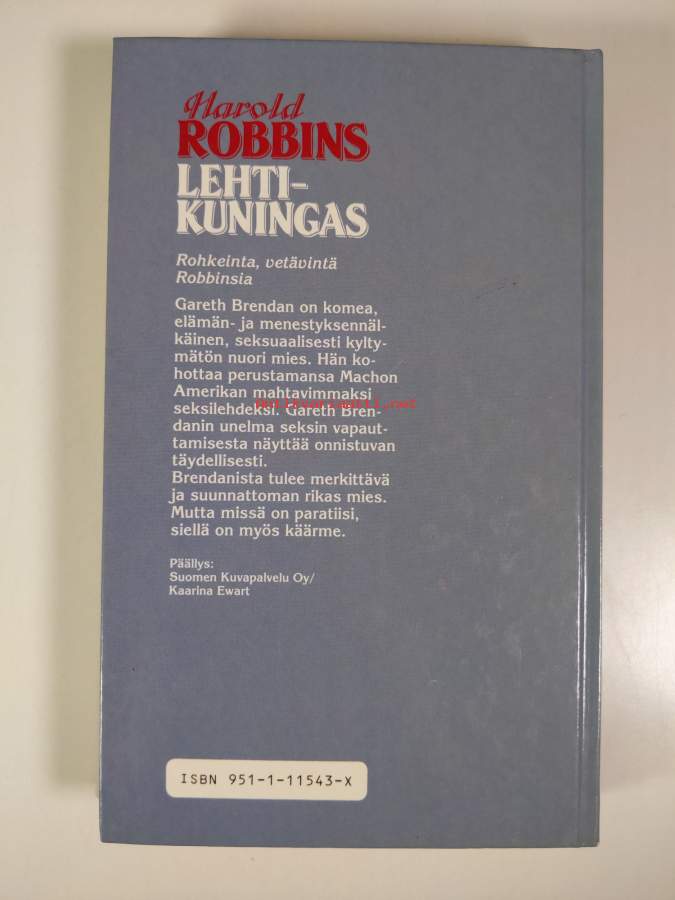 Harold
ROBBINS
LEHTI-
KUNINGAS
Rohkeinta, vetävintä
Robbinsia
Gareth Brendan on komea,
elämän- ja menestyksennäl-
käinen, seksuaalisesti kylty-
mätön nuori mies. Hän ko-
hottaa perustamansa Machon
Amerikan mahtavimmaksi
seksilehdeksi. Gareth Bren-
danin unelma seksin vapaut-
tamisesta näyttää onnistuvan
täydellisesti.
Brendanista tulee merkittävä
ja suunnattoman rikas mies.
Mutta missä on paratiisi,
siellä on myös käärme.
Päällys:
Suomen Kuvapalvelu Oy/
Kaarina Ewart
ISBN 951-1-11543-X